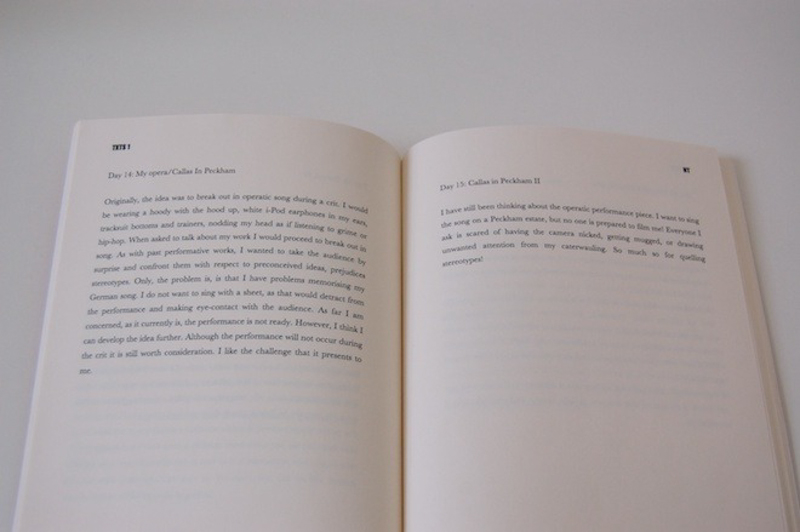 TNTS 1
Day 14: My opera/Callas In Peckham
Originally, the idea was to break out in operatic song during a crit. I would
be wearing a hoody with the hood up, white i-Pod earphones in my ears,
tracksuit bottoms and trainers, nodding my head as if listening to grime or
hip-hop. When asked to talk about my work I would proceed to break out in
song. As with past performative works, I wanted to take the audience by
surprise and confront them with respect to preconceived ideas, prejudices
stereotypes. Only, the problem is, is that I have problems memorising my
German song. I do not want to sing with a sheet, as that would detract from
the performance and making eye-contact with the audience. As far I am
concerned, as it currently is, the performance is not ready. However, I think I
can develop the idea further. Although the performance will not occur during
the crit it is still worth consideration. I like the challenge that it presents to
me.
Day 15: Callas in Peckham II
I have still been thinking about the operatic performance piece. I want to sing
the song on a Peckham estate, but no one is prepared to film me! Everyone I
ask is scared of having the camera nicked, getting mugged, or drawing
unwanted attention from my caterwauling. So much so for quelling
stereotypes!